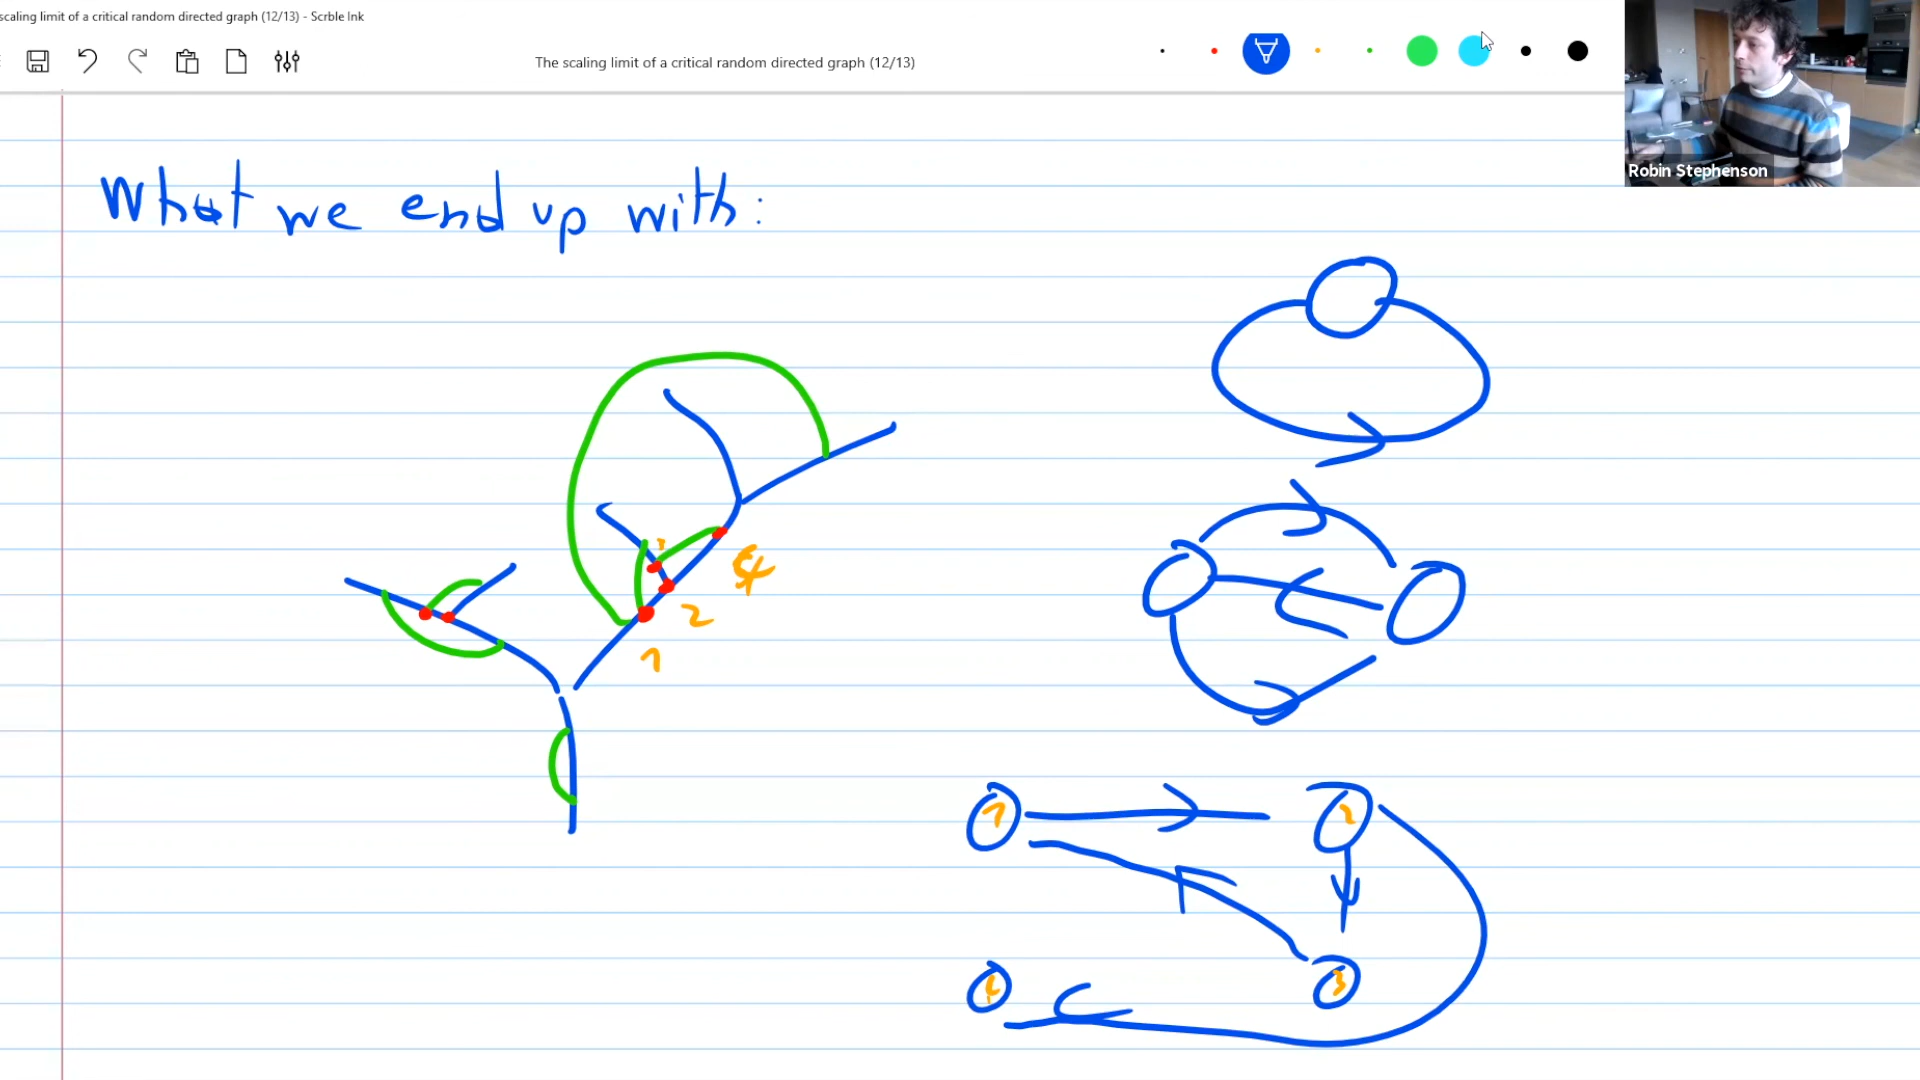 scaling limit of a critical random directed graph (12/13) - Scrble Ink
The scaling limit of a critical random directed graph (12/13)
Robin Stephenson
What we end up with:
3
4
2
1
1
2
4
3